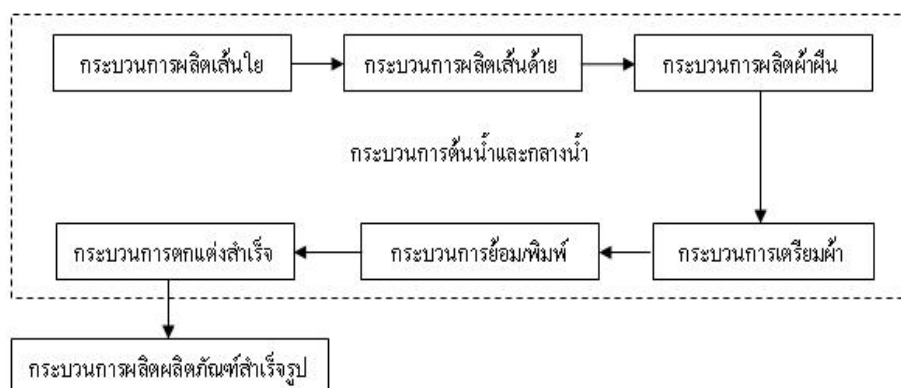 กระบวนการผลิตเส้นใย
กระบวนการผลิตเส้นด้าย
กระบวนการผลิตผ้าผืน
กระบวนการต้นน้ำและกลางน้ำ
กระบวนการเตรียมผ้า
กระบวนการย้อม/พิมพ์
กระบวนการตกแต่งสำเร็จ
กระบวนการผลิตผลิตภัณฑ์สำเร็จรูป